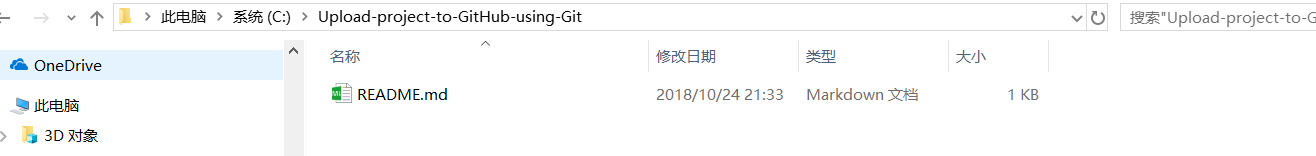 此电脑 系统 (C:) Upload-project-to-GitHub-using-Git 搜索"Upload-project-to-G
名称 修改日期 类型 大小
OneDrive
README.md 2018/10/24 21:33 Markdown 文档 1 KB
此电脑
3D 对象